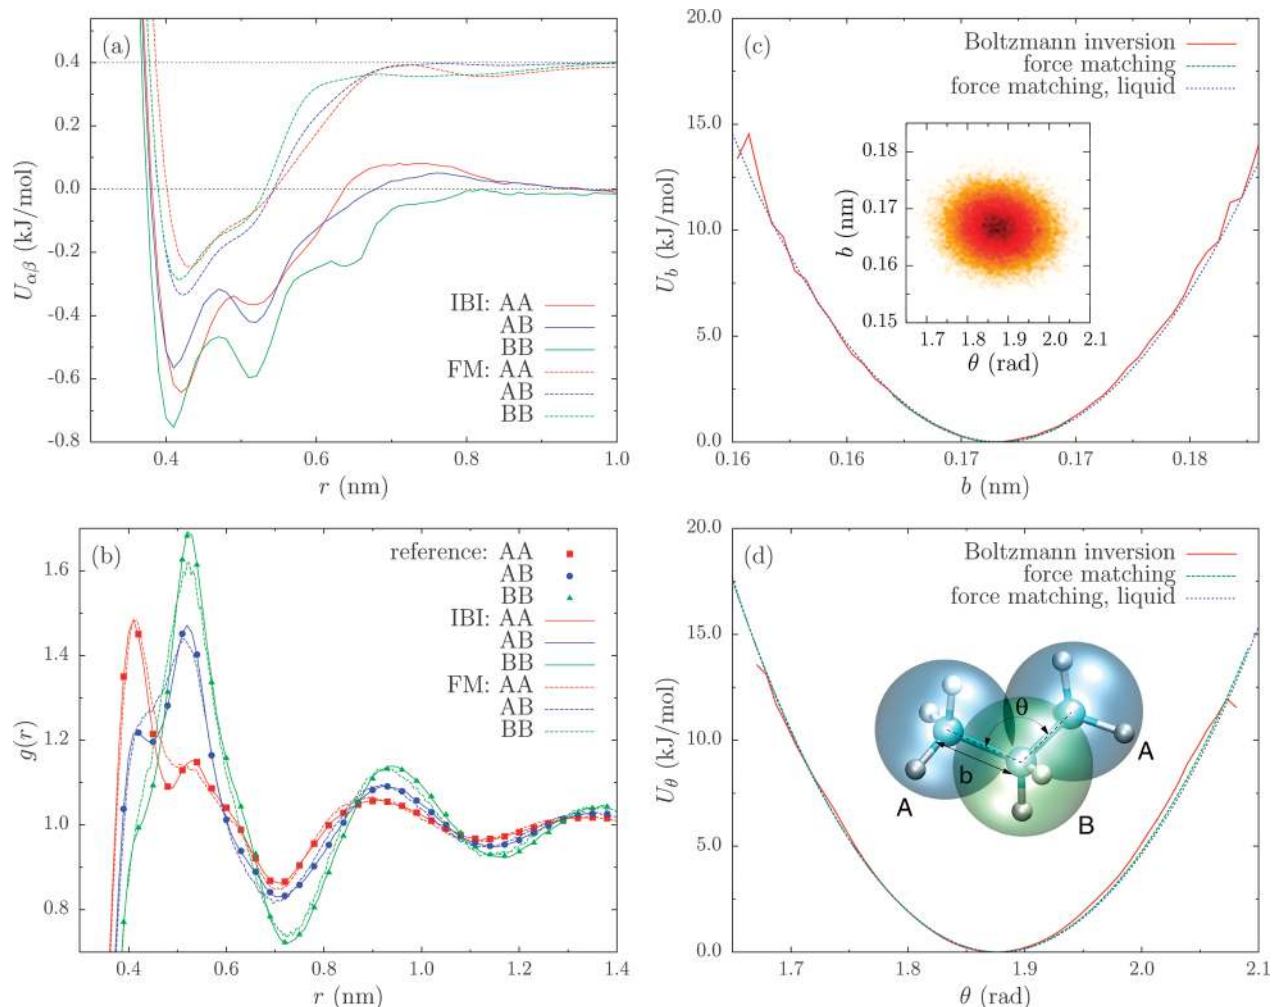 (a)
0.4
0.2
0.0
-0.2
-0.4
-0.6
-0.8
Uαβ (kJ/mol)
IBI: AA
AB
BB
FM: AA
AB
BB
0.4
0.6
0.8
1.0
r (nm)
(c)
20.0
15.0
10.0
5.0
0.0
U_b (kJ/mol)
Boltzmann inversion
force matching
force matching, liquid
0.18
0.17
0.16
0.15
b (nm)
1.7
1.8
1.9
2.0
2.1
θ (rad)
0.16
0.16
0.17
0.17
0.18
b (nm)
(b)
1.6
1.4
1.2
1.0
0.8
g(r)
reference: AA
AB
BB
IBI: AA
AB
BB
FM: AA
AB
BB
0.4
0.6
0.8
1.0
1.2
1.4
r (nm)
(d)
20.0
15.0
10.0
5.0
0.0
U_θ (kJ/mol)
Boltzmann inversion
force matching
force matching, liquid
θ
b
A
A
B
1.7
1.8
1.9
2.0
2.1
θ (rad)